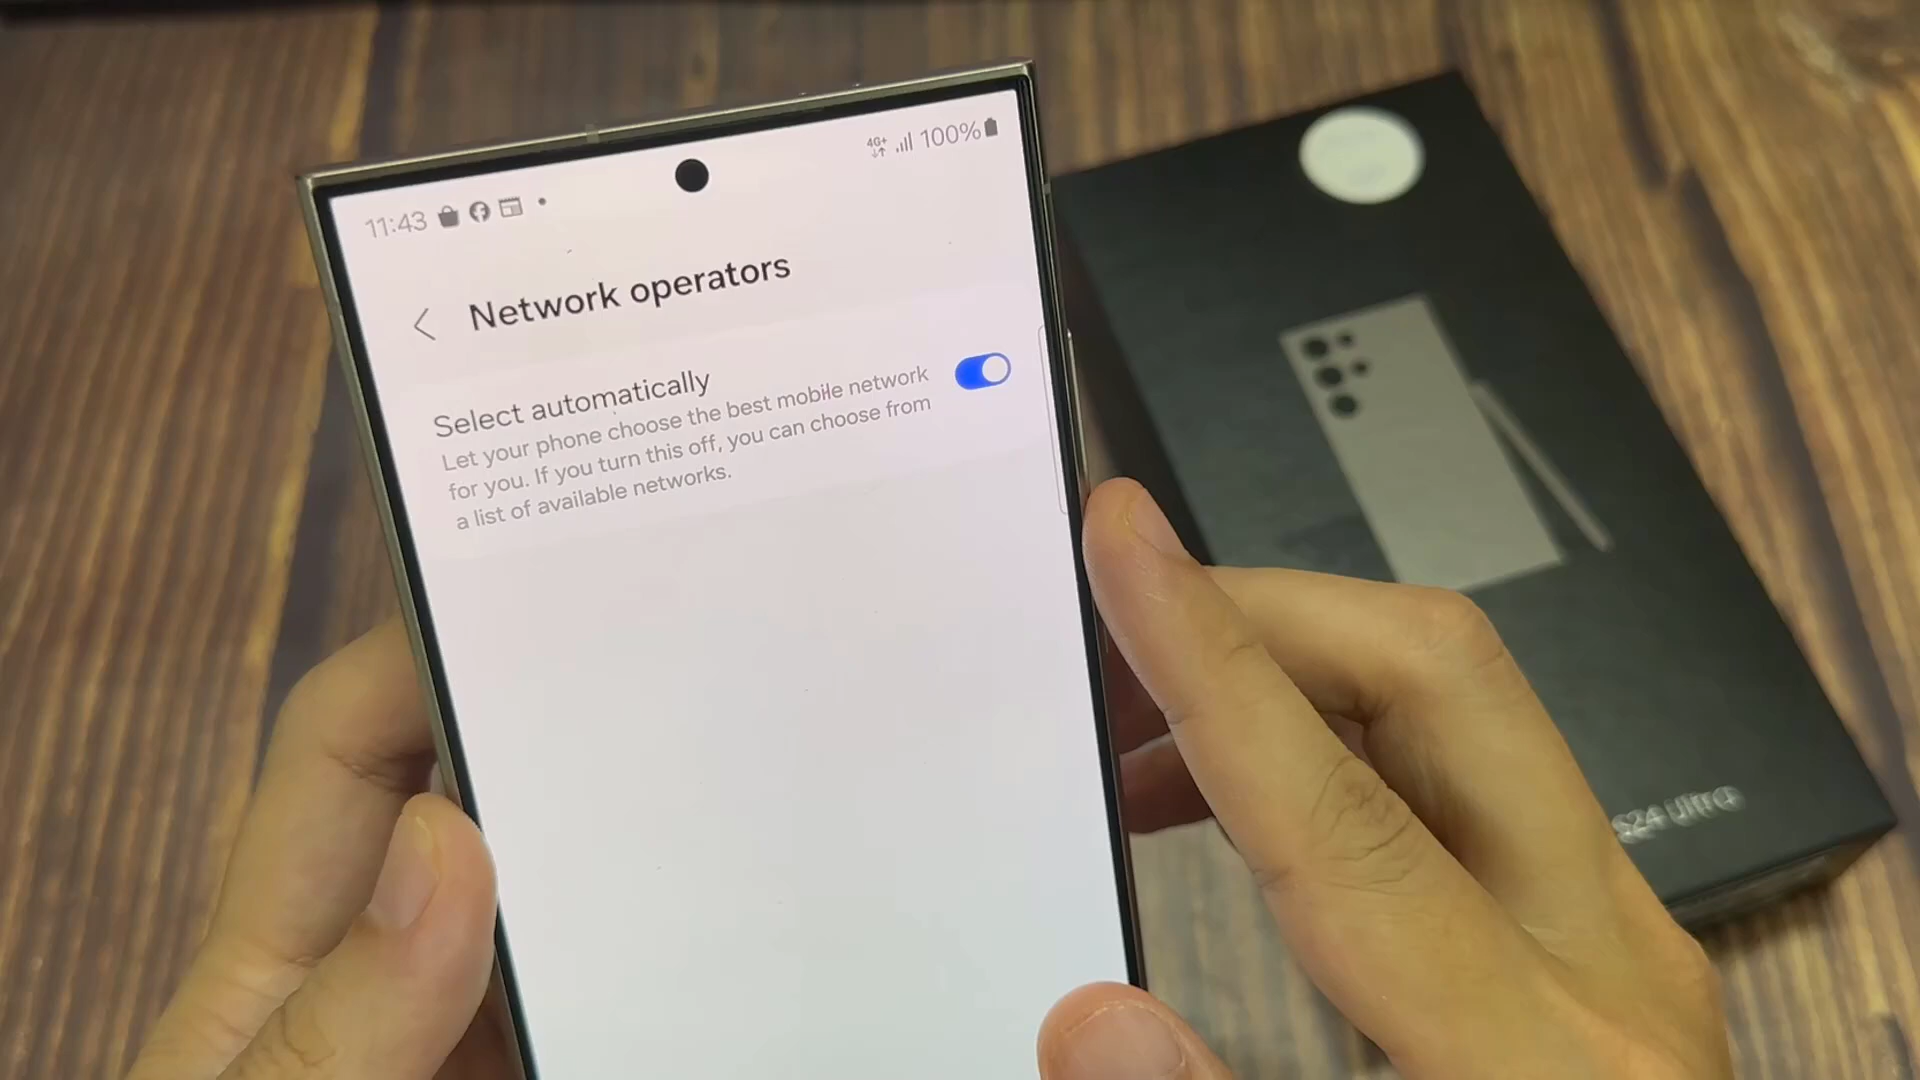 11:43
4G+ 100%
Network operators
Select automatically
Let your phone choose the best mobile network
for you. If you turn this off, you can choose from
a list of available networks.
S24 Ultra